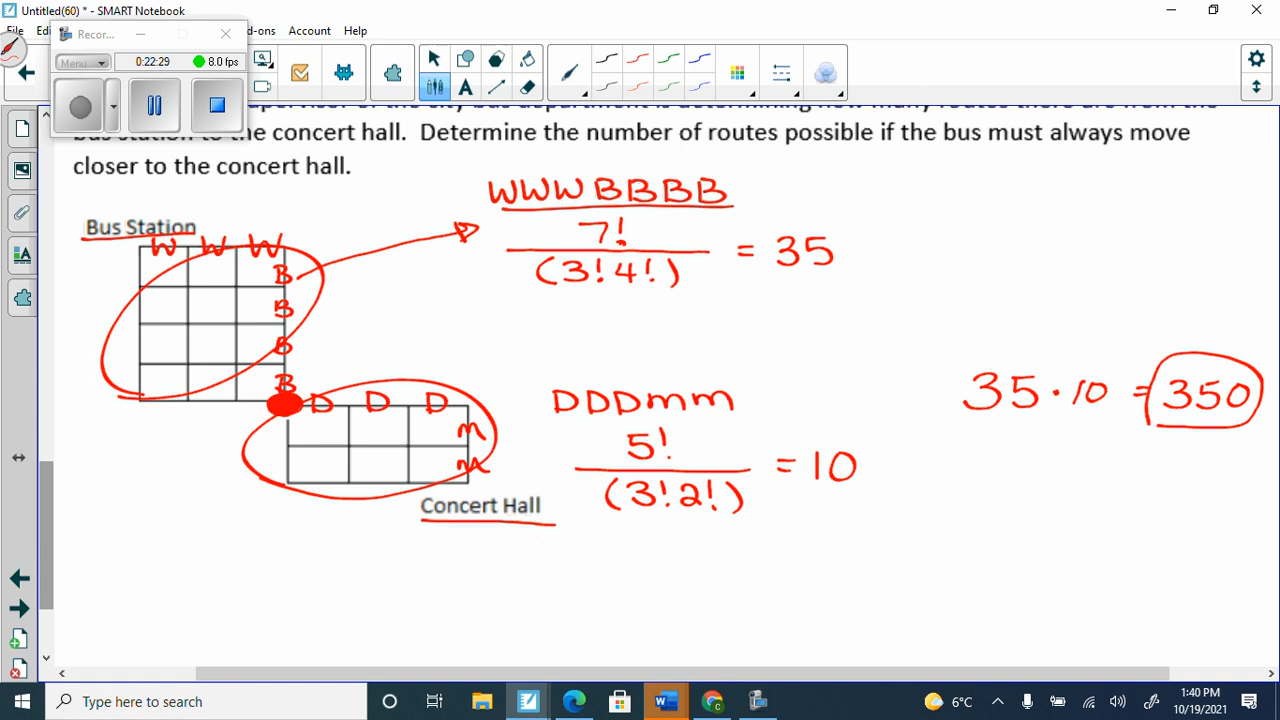 Untitled(60) * - SMART Notebook
Recor...
File
Ed
d-ons
Account
Help
Menu
0:22:29
8.0 fps
bus station to the concert hall. Determine the number of routes possible if the bus must always move
closer to the concert hall.
Bus Station
W W W
B
B
B
B
WWWBBBB
7!
(3!4!)
= 35
D D D
m
m
Concert Hall
DDDmm
5!
(3!2!)
= 10
35 · 10 = 350
Type here to search
6°C
1:40 PM
10/19/2021